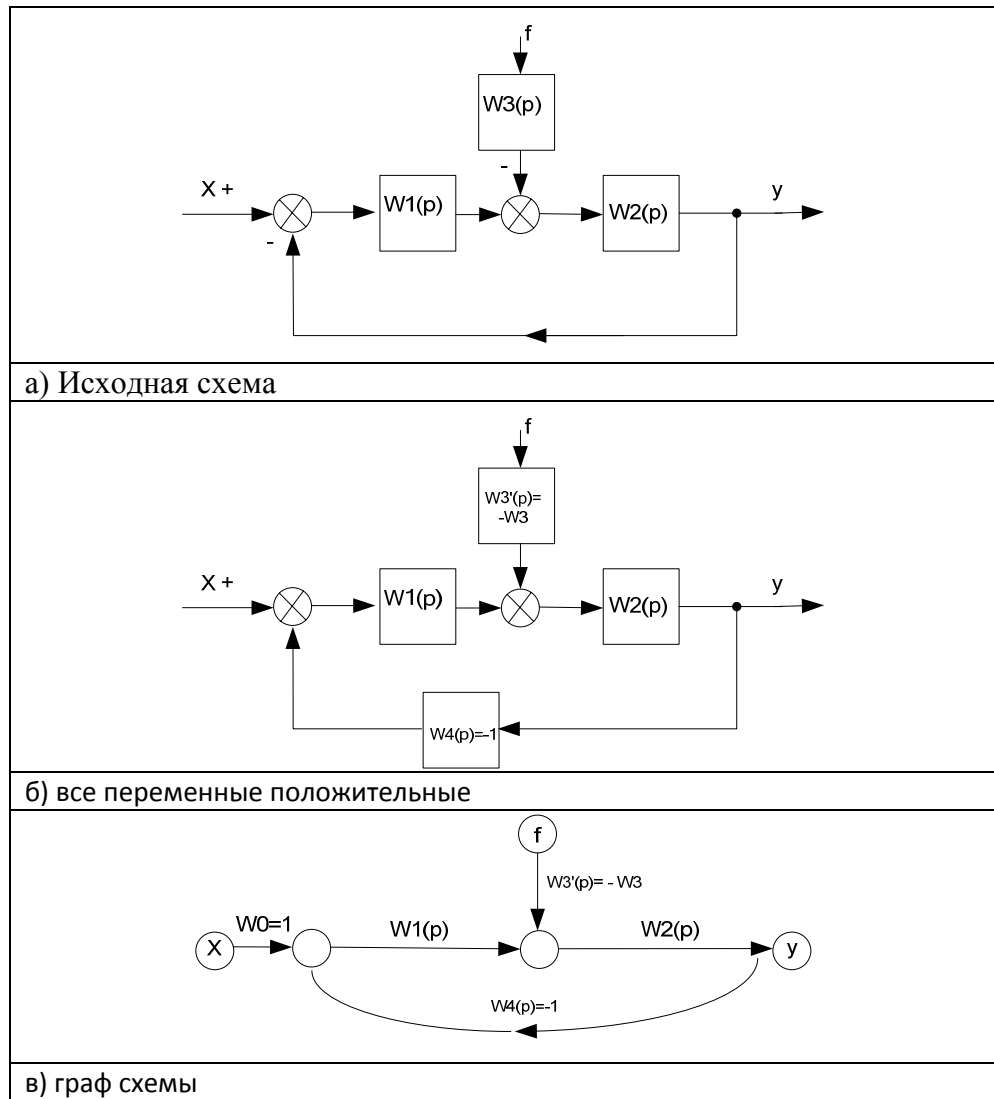 f
W3(p)
-
X +
W1(p)
W2(p)
y
-
а) Исходная схема
f
W3'(p)=
-W3
X +
W1(p)
W2(p)
y
W4(p)=-1
б) все переменные положительные
f
W3'(p)= - W3
W0=1
W1(p)
W2(p)
X
y
W4(p)=-1
в) граф схемы